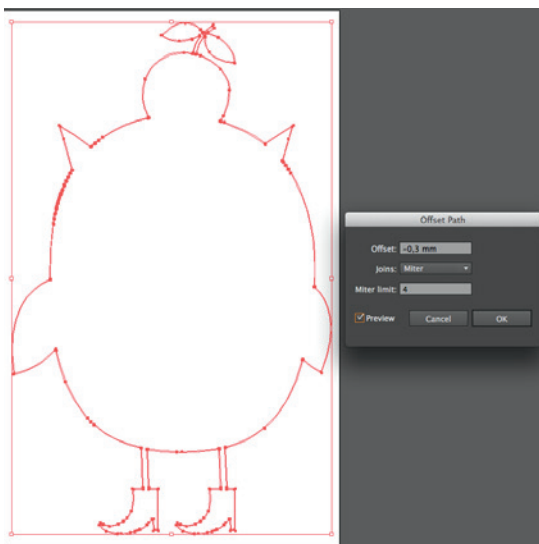 Offset Path
Offset: -0,3 mm
Joins: Miter
Miter limit: 4
Preview Cancel OK